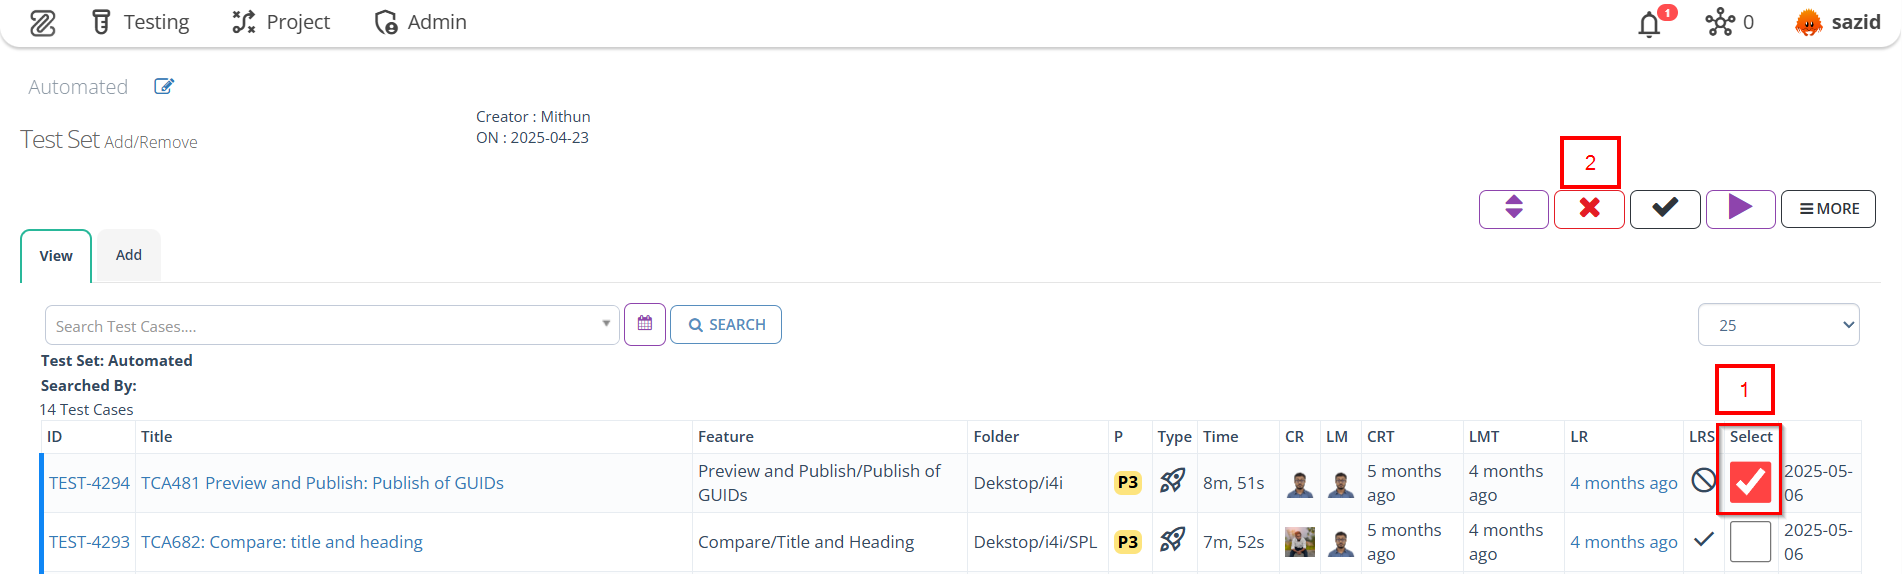 Testing Project Admin 1 0 sazid
Automated
Creator : Mithun
ON : 2025-04-23
Test Set Add/Remove
2
MORE
View Add
Search Test Cases.... SEARCH 25
Test Set: Automated
Searched By:
14 Test Cases
1
ID Title Feature Folder P Type Time CR LM CRT LMT LR LRS Select
TEST-4294 TCA481 Preview and Publish: Publish of GUIDs Preview and Publish/Publish of GUIDs Dekstop/i4i P3 8m, 51s 5 months ago 4 months ago 4 months ago 2025-05-06
TEST-4293 TCA682: Compare: title and heading Compare/Title and Heading Dekstop/i4i/SPL P3 7m, 52s 5 months ago 4 months ago 4 months ago 2025-05-06